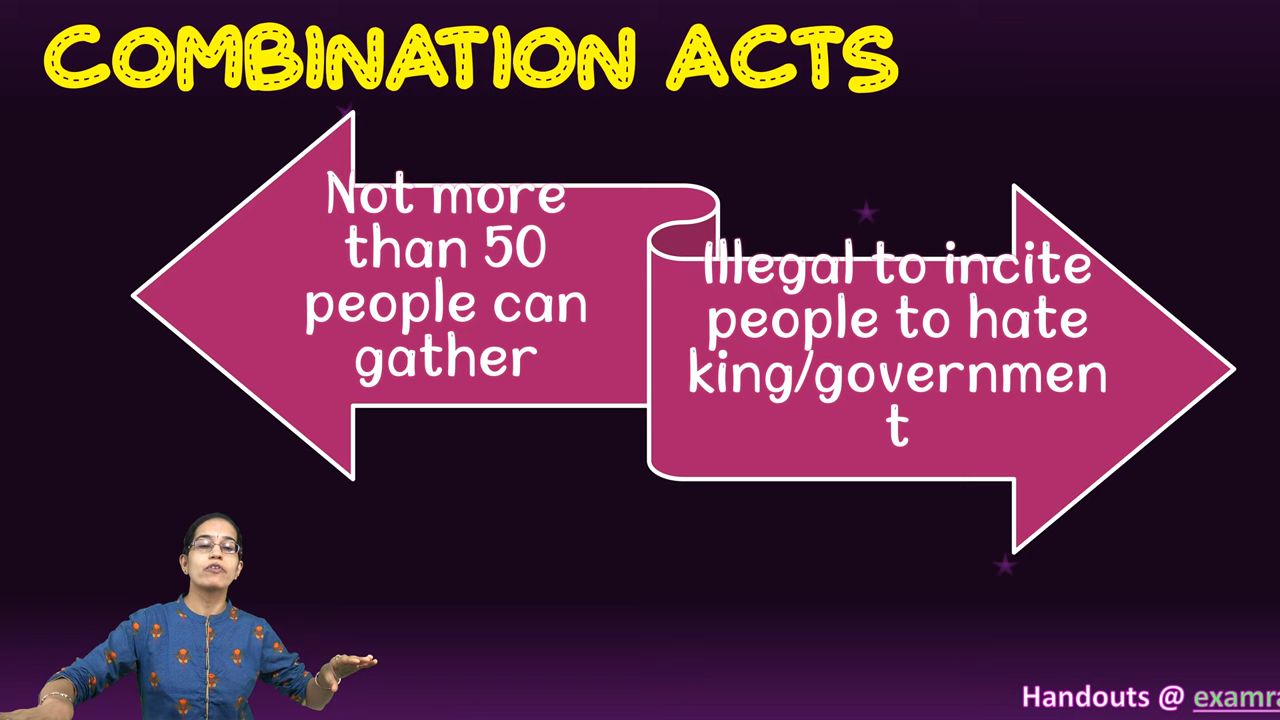 COMBINATION ACTS
Not more
than 50
people can
gather
Illegal to incite
people to hate
king/governmen
t
Handouts @ examra